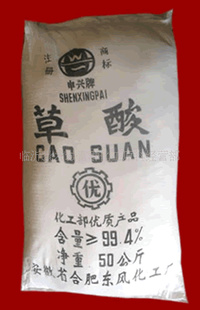 注册 商标
申兴牌
SHENXINGPAI
草酸
CAO SUAN
优
化工部优质产品
含量≥99.4%
净重 50公斤
安徽省合肥东风化工厂